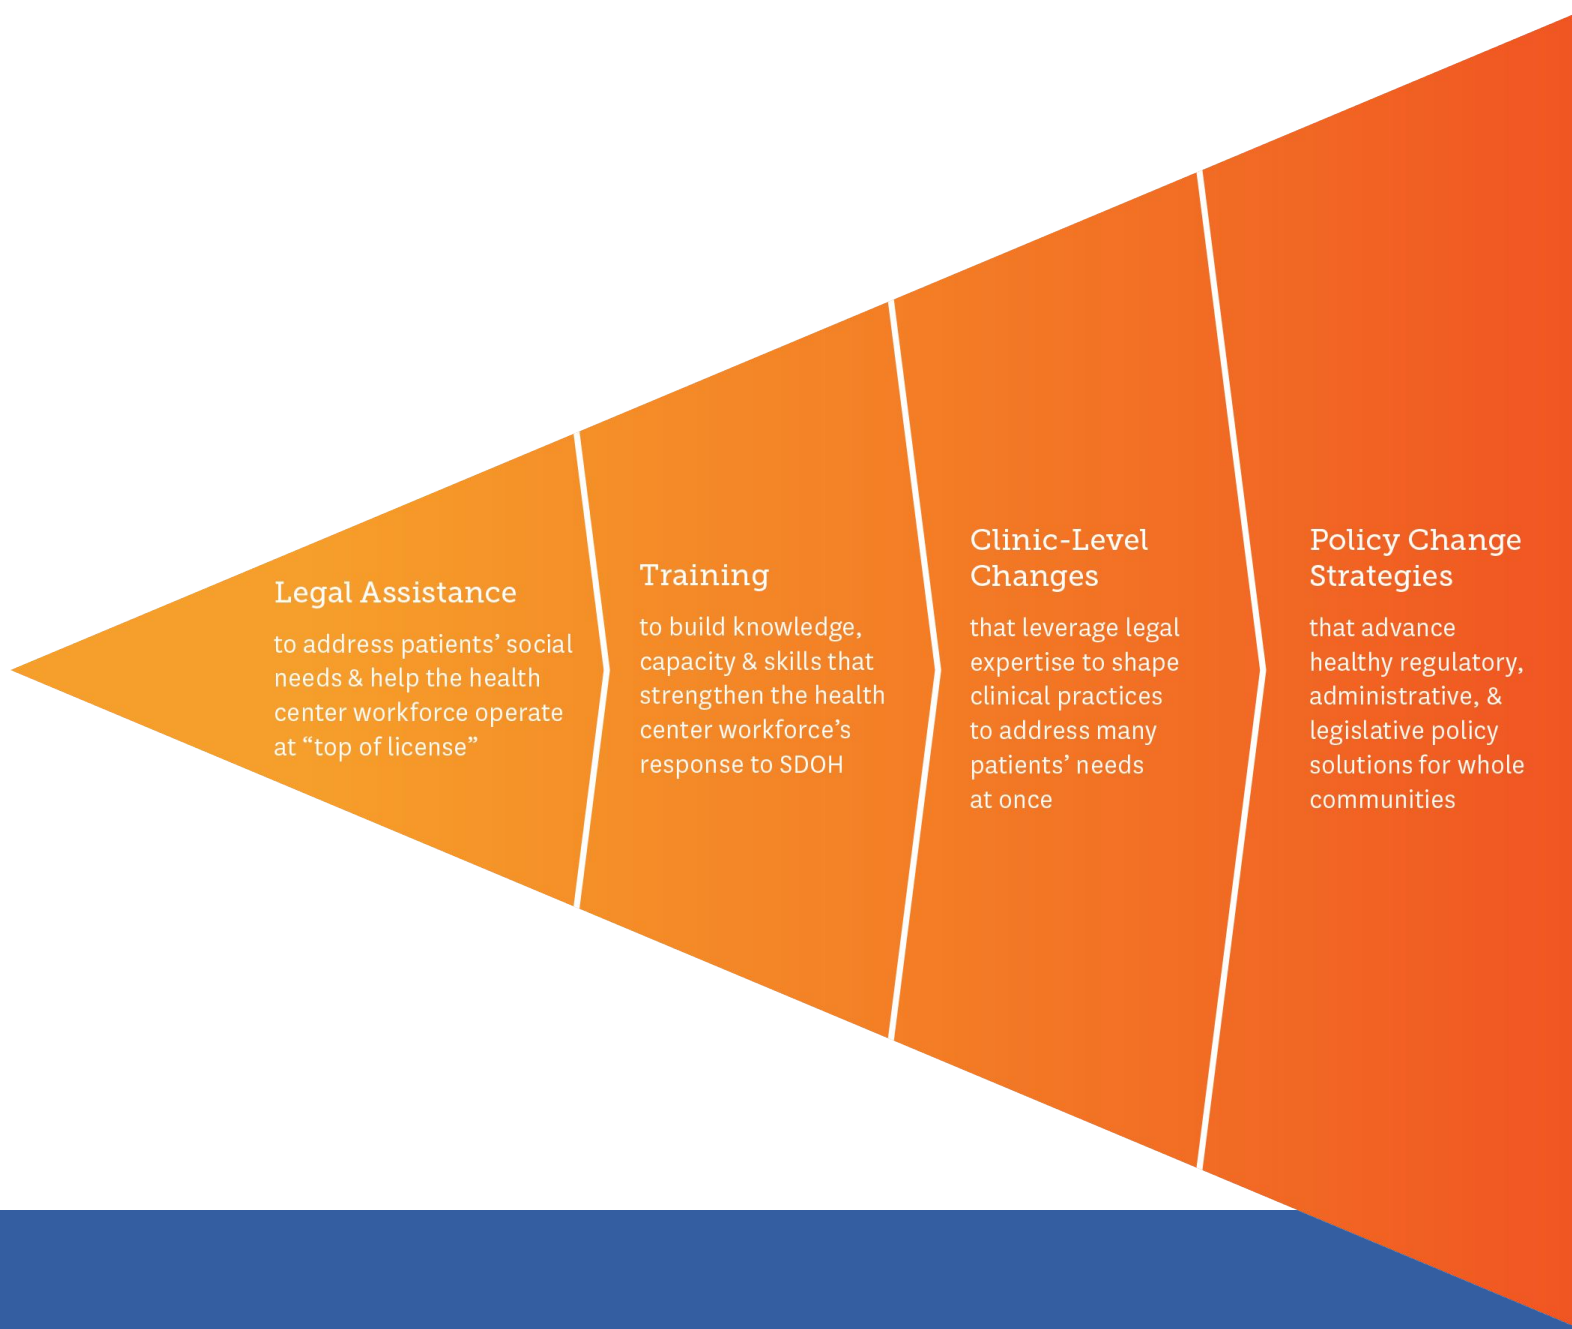 Legal Assistance
to address patients’ social
needs & help the health
center workforce operate
at “top of license”
Training
to build knowledge,
capacity & skills that
strengthen the health
center workforce’s
response to SDOH
Clinic-Level
Changes
that leverage legal
expertise to shape
clinical practices
to address many
patients’ needs
at once
Policy Change
Strategies
that advance
healthy regulatory,
administrative, &
legislative policy
solutions for whole
communities